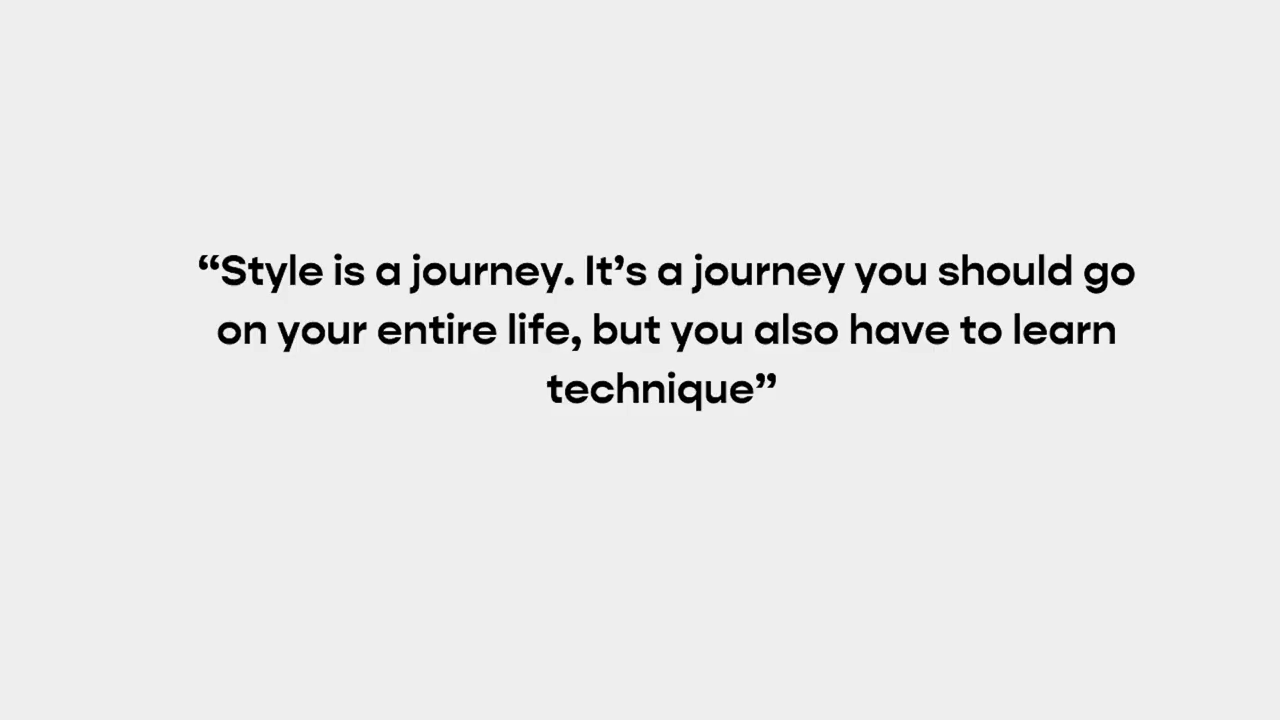 “Style is a journey. It’s a journey you should go
on your entire life, but you also have to learn
technique”